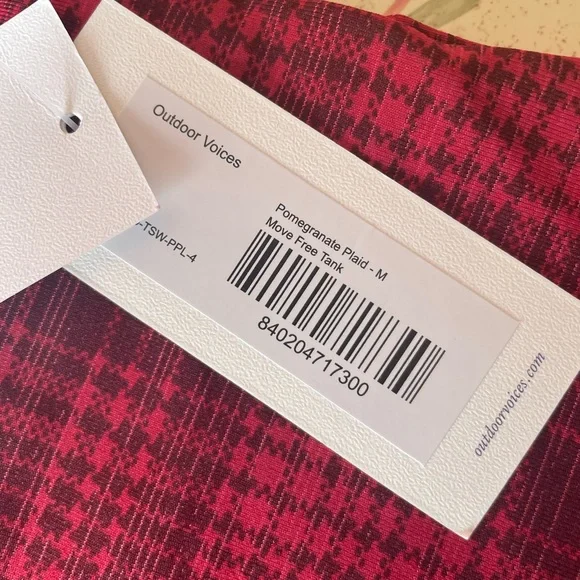 Outdoor Voices
Pomegranate Plaid - M
Move Free Tank
-TSW-PPL-4
840204717300
outdoorvoices.com